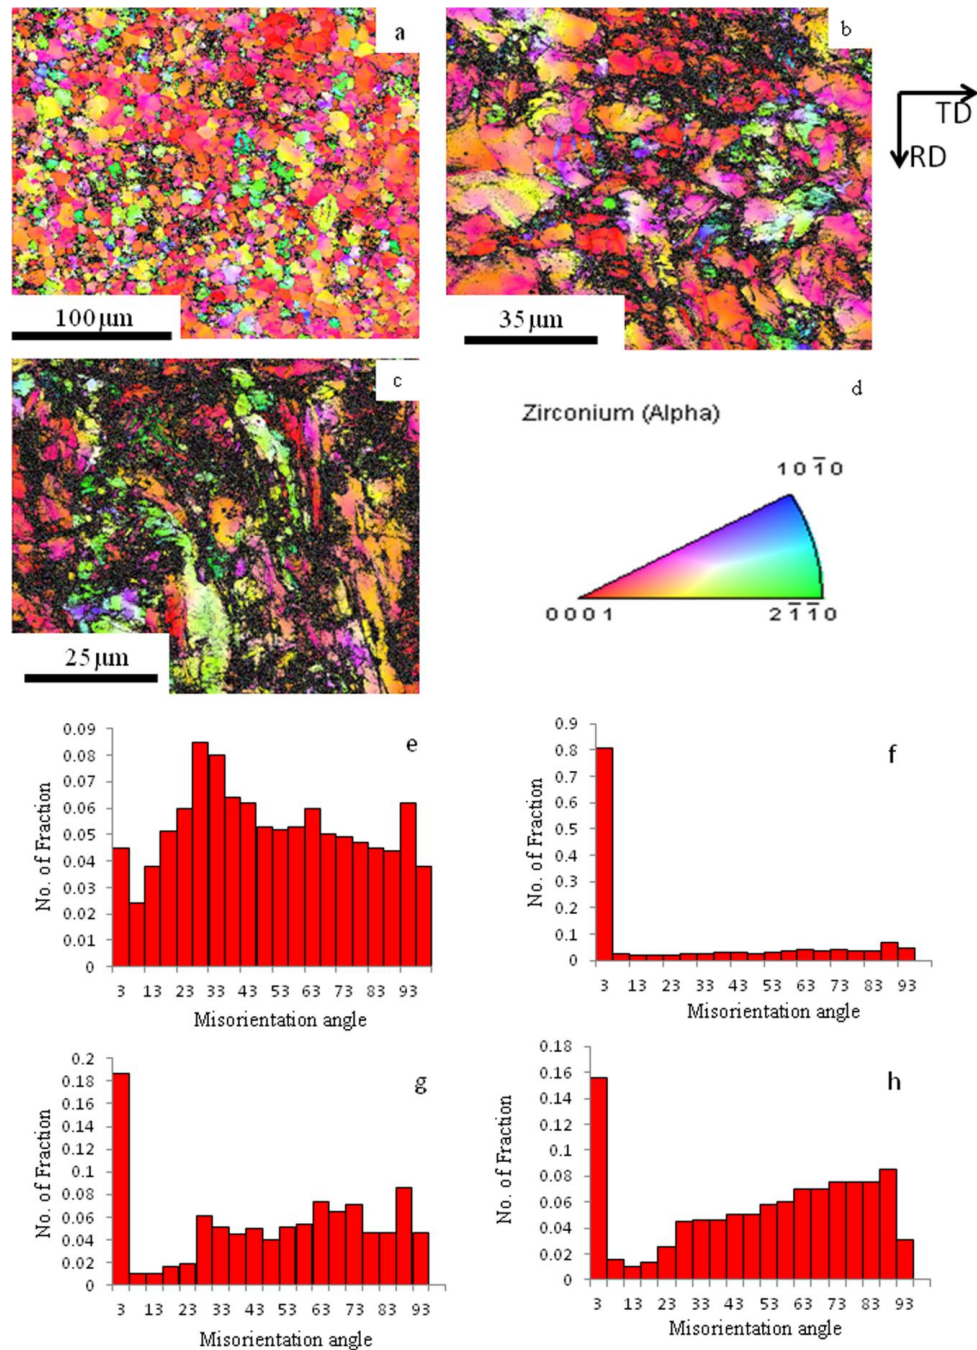 a
b
TD
RD
100 µm
35 µm
c
d
Zirconium (Alpha)
101̄0
0001
21̄1̄0
25 µm
e
0.09
0.08
0.07
0.06
0.05
0.04
0.03
0.02
0.01
0
No. of Fraction
3 13 23 33 43 53 63 73 83 93
Misorientation angle
f
0.9
0.8
0.7
0.6
0.5
0.4
0.3
0.2
0.1
0
No. of Fraction
3 13 23 33 43 53 63 73 83 93
Misorientation angle
g
0.2
0.18
0.16
0.14
0.12
0.1
0.08
0.06
0.04
0.02
0
No. of Fraction
3 13 23 33 43 53 63 73 83 93
Misorientation angle
h
0.18
0.16
0.14
0.12
0.1
0.08
0.06
0.04
0.02
0
No. of Fraction
3 13 23 33 43 53 63 73 83 93
Misorientation angle